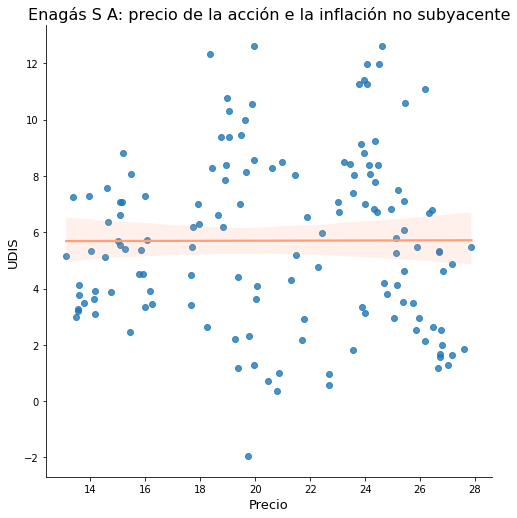 Enagás S A: precio de la acción e la inflación no subyacente
UDIS
12
10
8
6
4
2
0
−2
14 16 18 20 22 24 26 28
Precio